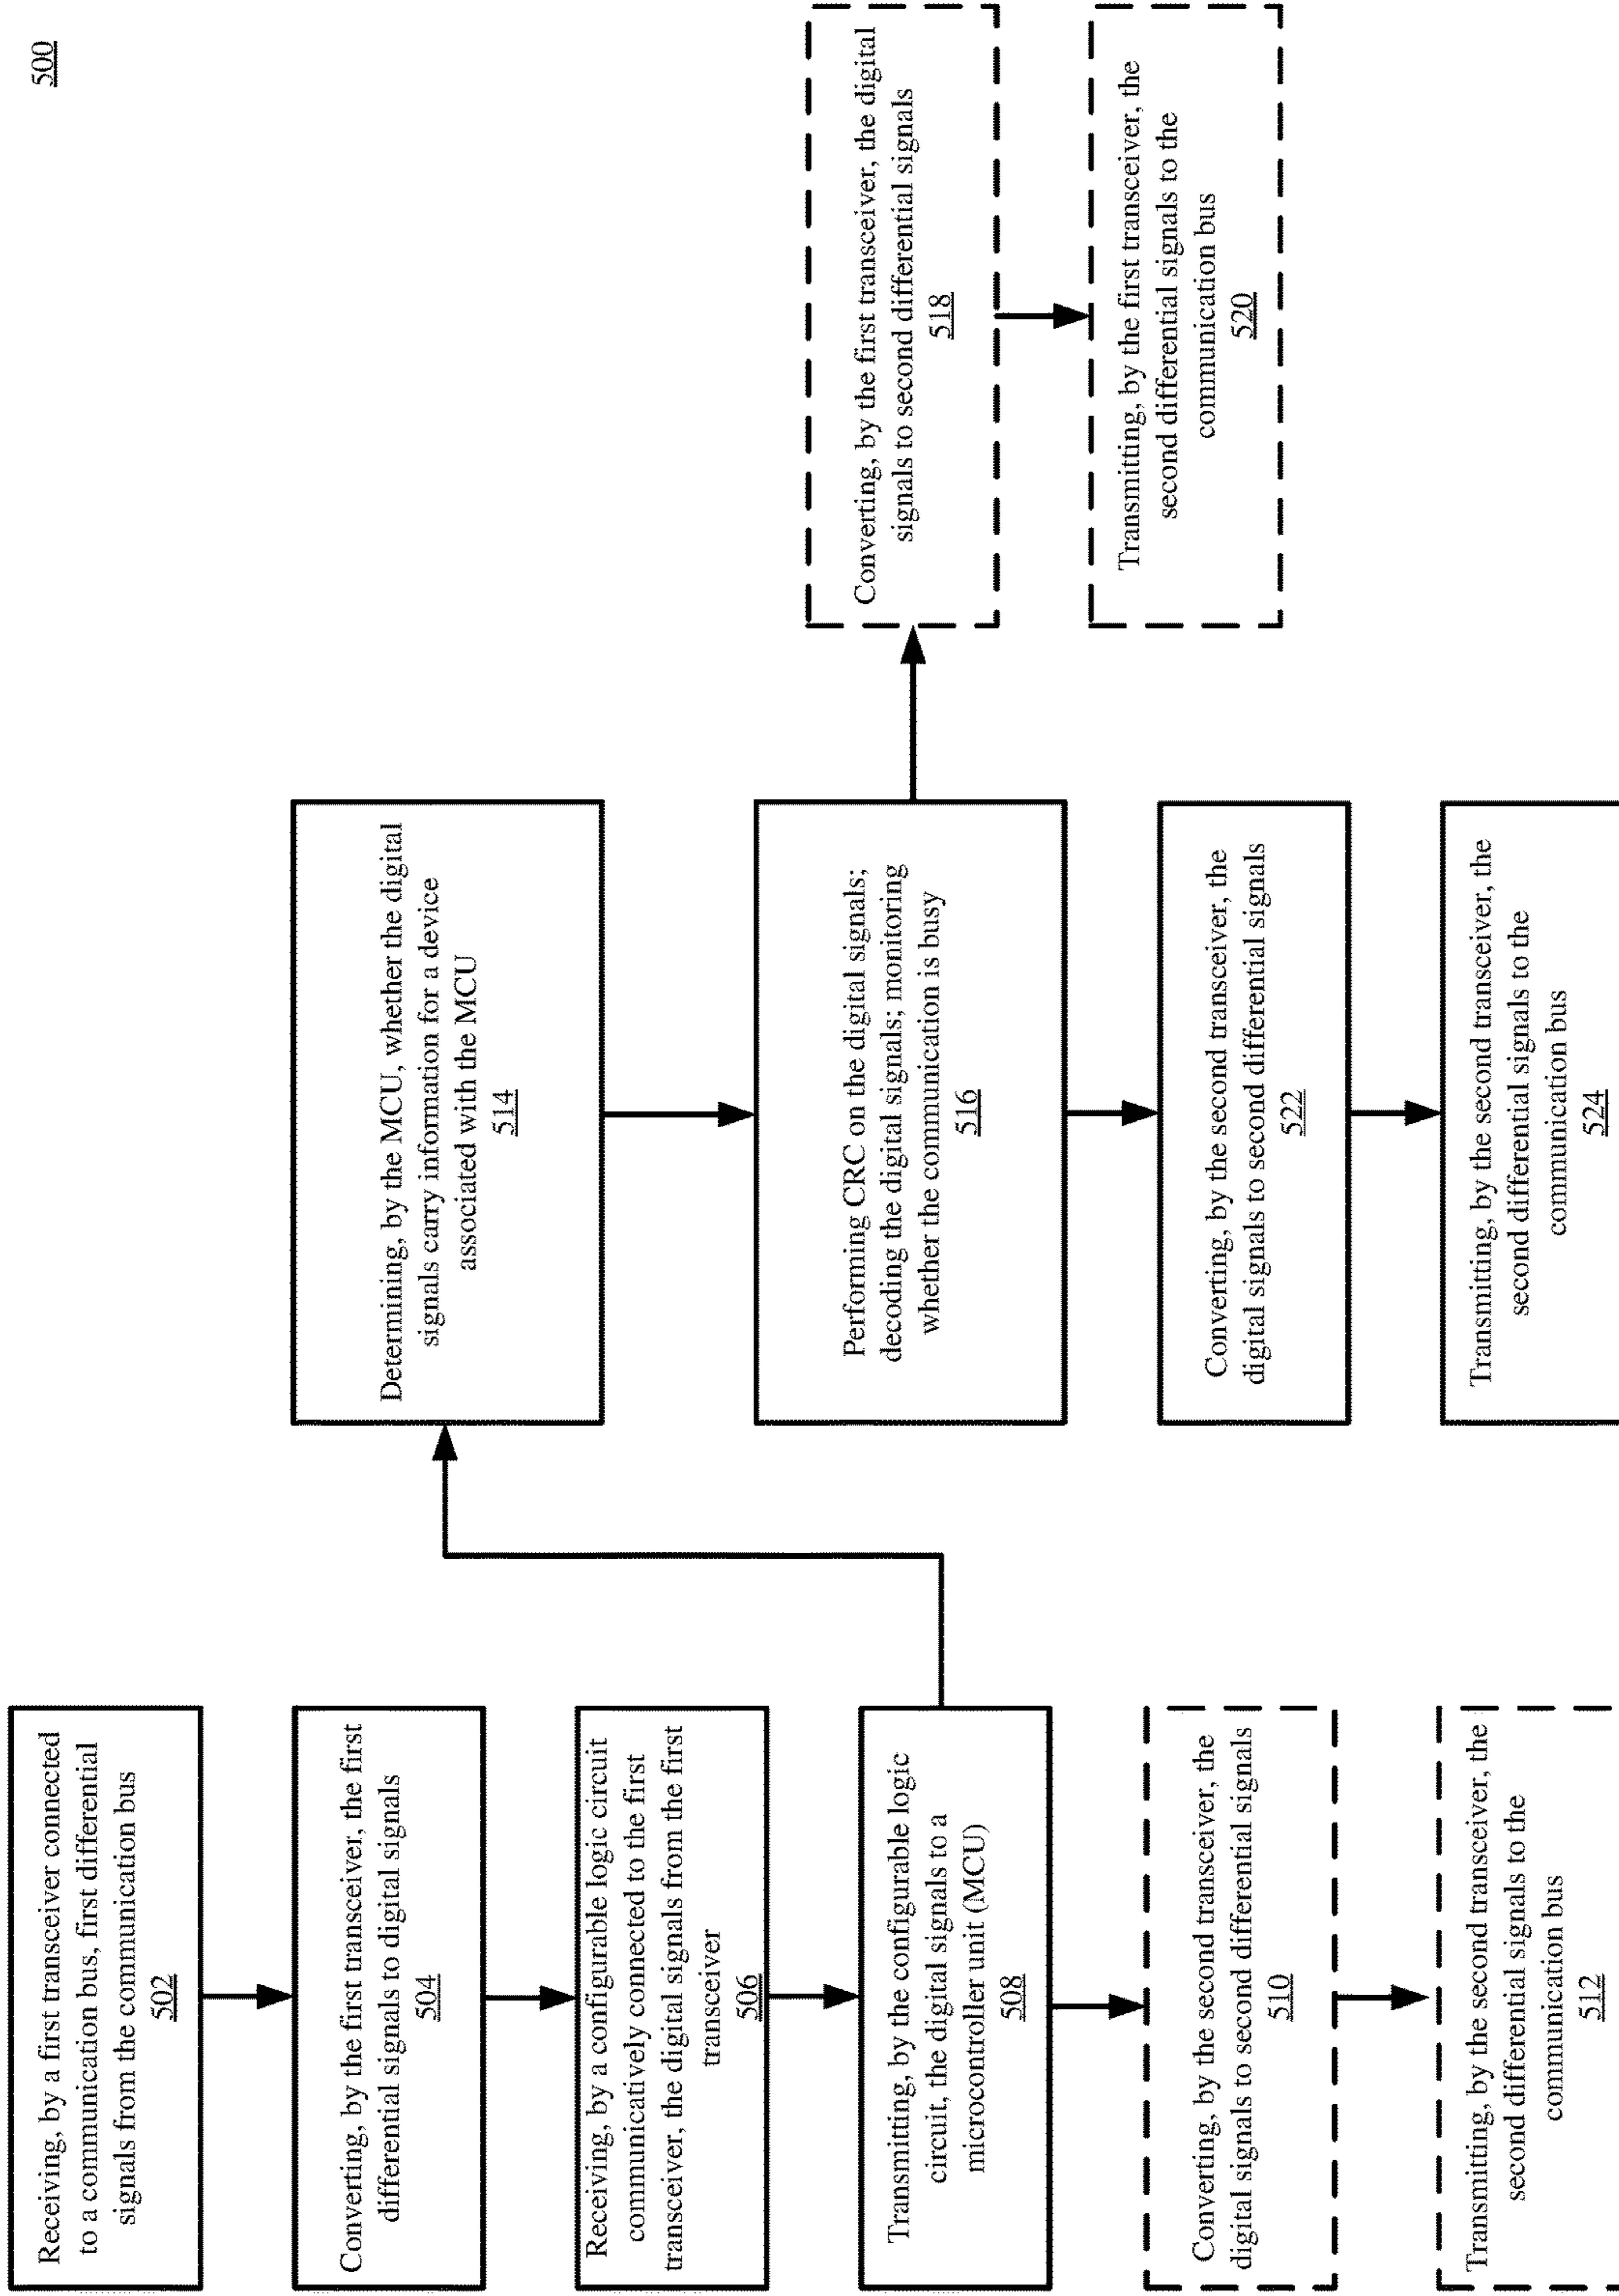 500
Receiving, by a first transceiver connected
to a communication bus, first differential
signals from the communication bus
502
Converting, by the first transceiver, the first
differential signals to digital signals
504
Receiving, by a configurable logic circuit
communicatively connected to the first
transceiver, the digital signals from the first
transceiver
506
Transmitting, by the configurable logic
circuit, the digital signals to a
microcontroller unit (MCU)
508
Converting, by the second transceiver, the
digital signals to second differential signals
510
Transmitting, by the second transceiver, the
second differential signals to the
communication bus
512
Determining, by the MCU, whether the digital
signals carry information for a device
associated with the MCU
514
Performing CRC on the digital signals;
decoding the digital signals; monitoring
whether the communication is busy
516
Converting, by the second transceiver, the
digital signals to second differential signals
522
Transmitting, by the second transceiver, the
second differential signals to the
communication bus
524
Converting, by the first transceiver, the digital
signals to second differential signals
518
Transmitting, by the first transceiver, the
second differential signals to the
communication bus
520